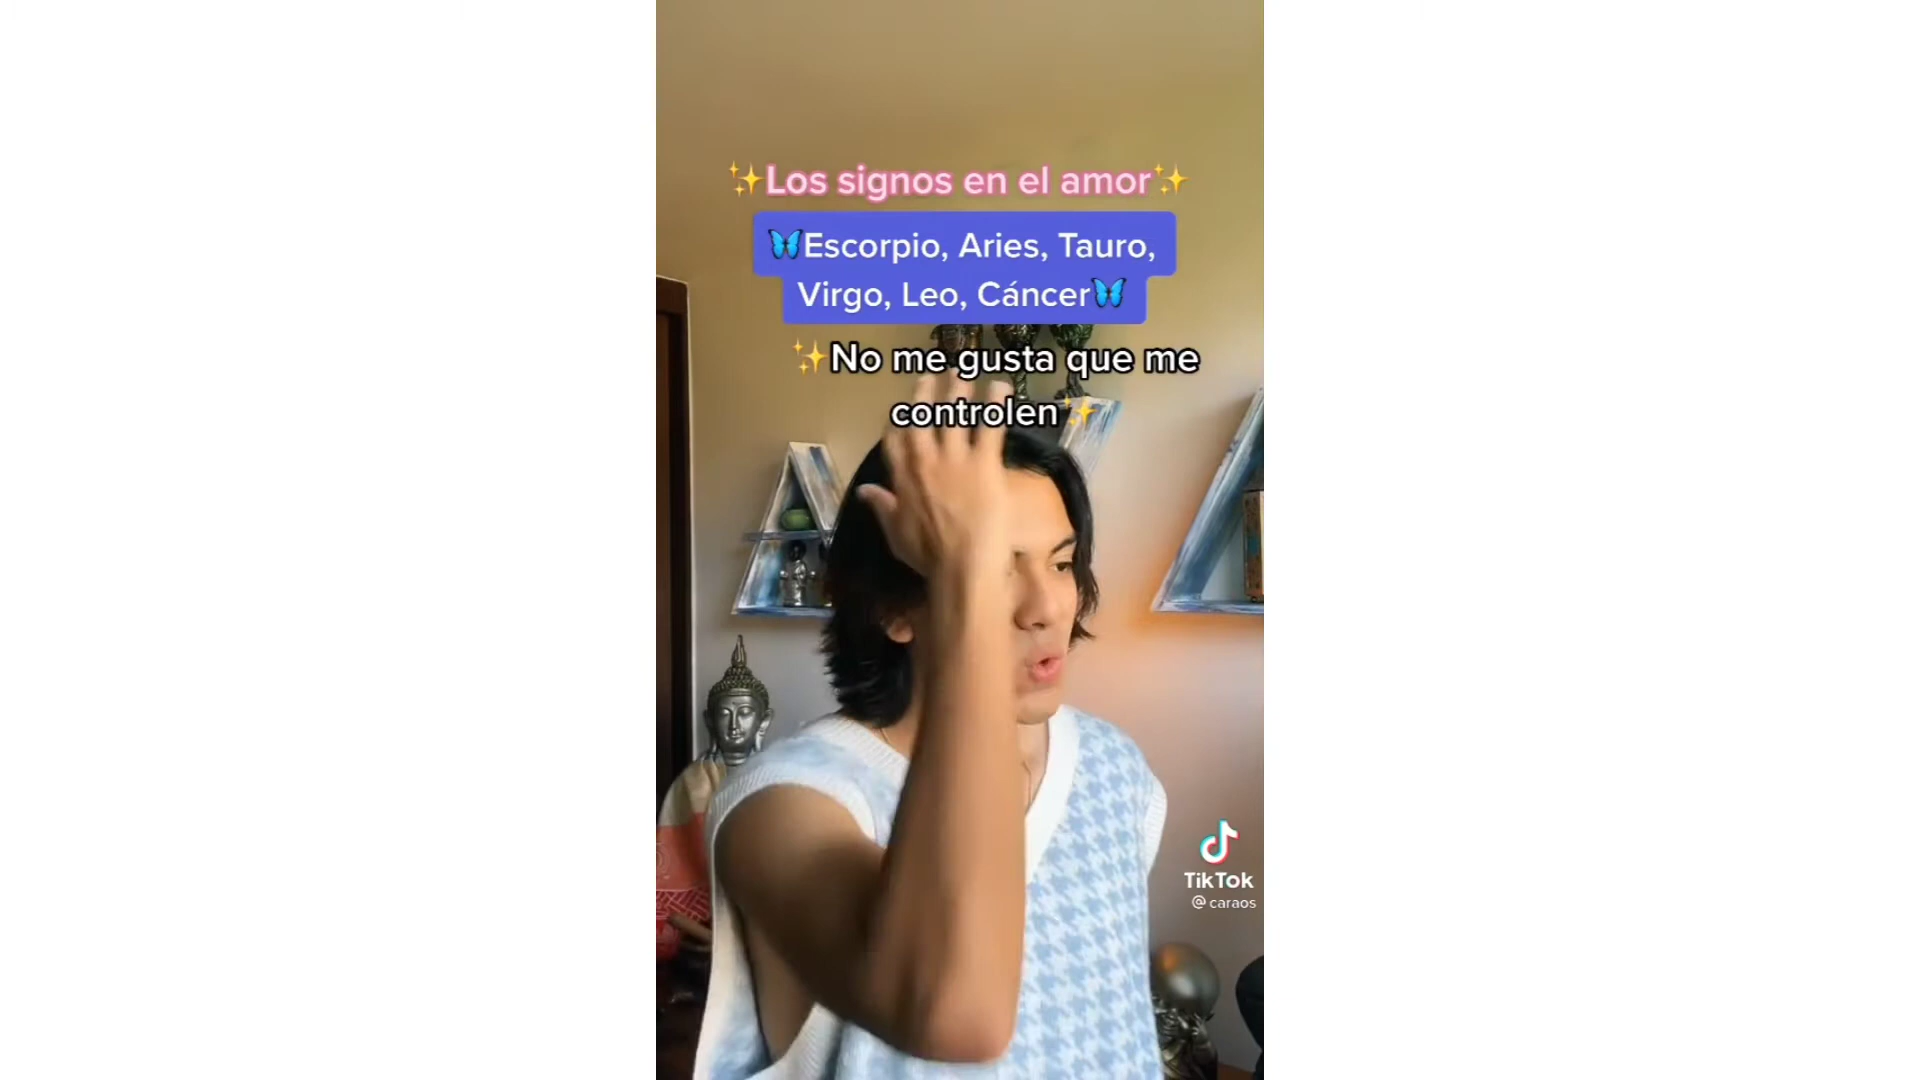 ✨Los signos en el amor✨
🦋Escorpio, Aries, Tauro,
Virgo, Leo, Cáncer🦋
✨No me gusta que me
controlen✨
TikTok
@caraos